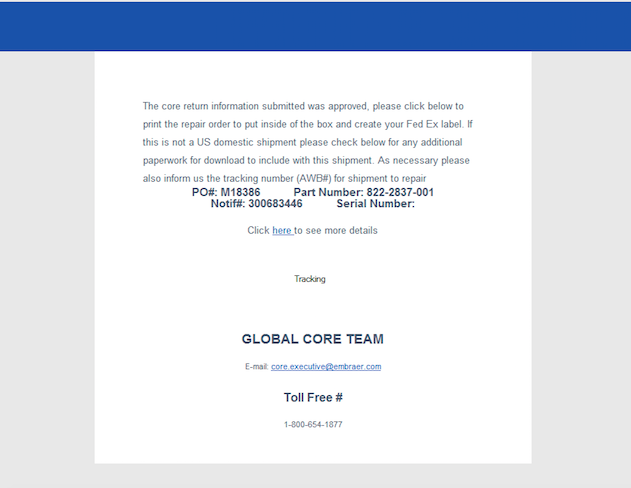 The core return information submitted was approved, please click below to
print the repair order to put inside of the box and create your Fed Ex label. If
this is not a US domestic shipment please check below for any additional
paperwork for download to include with this shipment. As necessary please
also inform us the tracking number (AWB#) for shipment to repair
PO#: M18386 Part Number: 822-2837-001
Notif#: 300683446 Serial Number:
Click here to see more details
Tracking
GLOBAL CORE TEAM
E-mail: core.executive@embraer.com
Toll Free #
1-800-654-1877